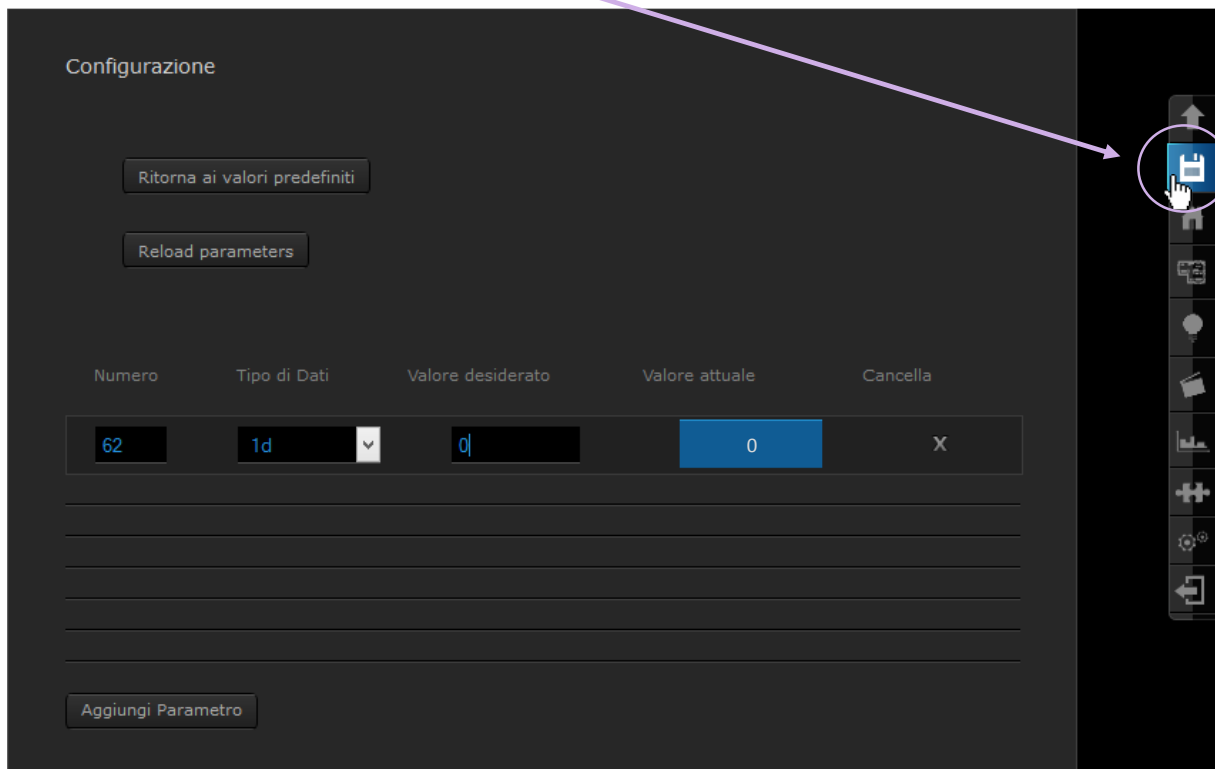 Configurazione
Ritorna ai valori predefiniti
Reload parameters
Numero Tipo di Dati Valore desiderato Valore attuale Cancella
62 1d 0 0 X
Aggiungi Parametro